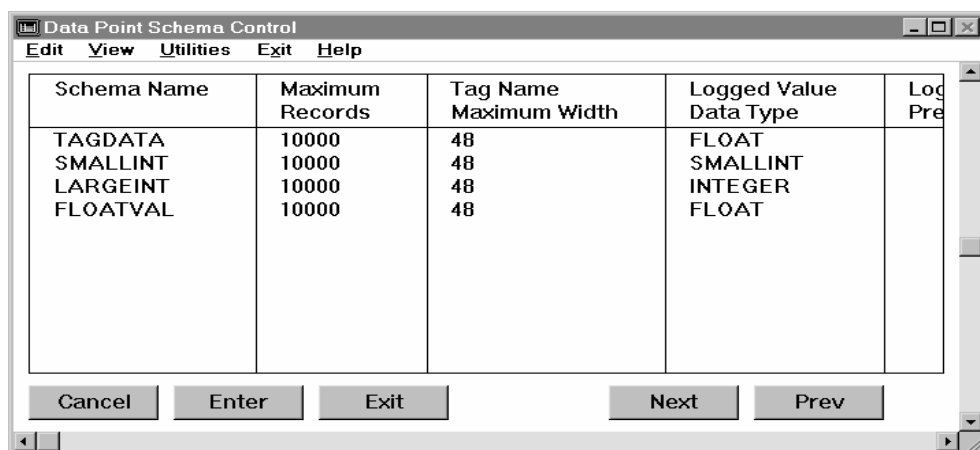 Data Point Schema Control
Edit View Utilities Exit Help
Schema Name Maximum Tag Name Logged Value Log
Records Maximum Width Data Type Pre
TAGDATA 10000 48 FLOAT
SMALLINT 10000 48 SMALLINT
LARGEINT 10000 48 INTEGER
FLOATVAL 10000 48 FLOAT
Cancel Enter Exit Next Prev